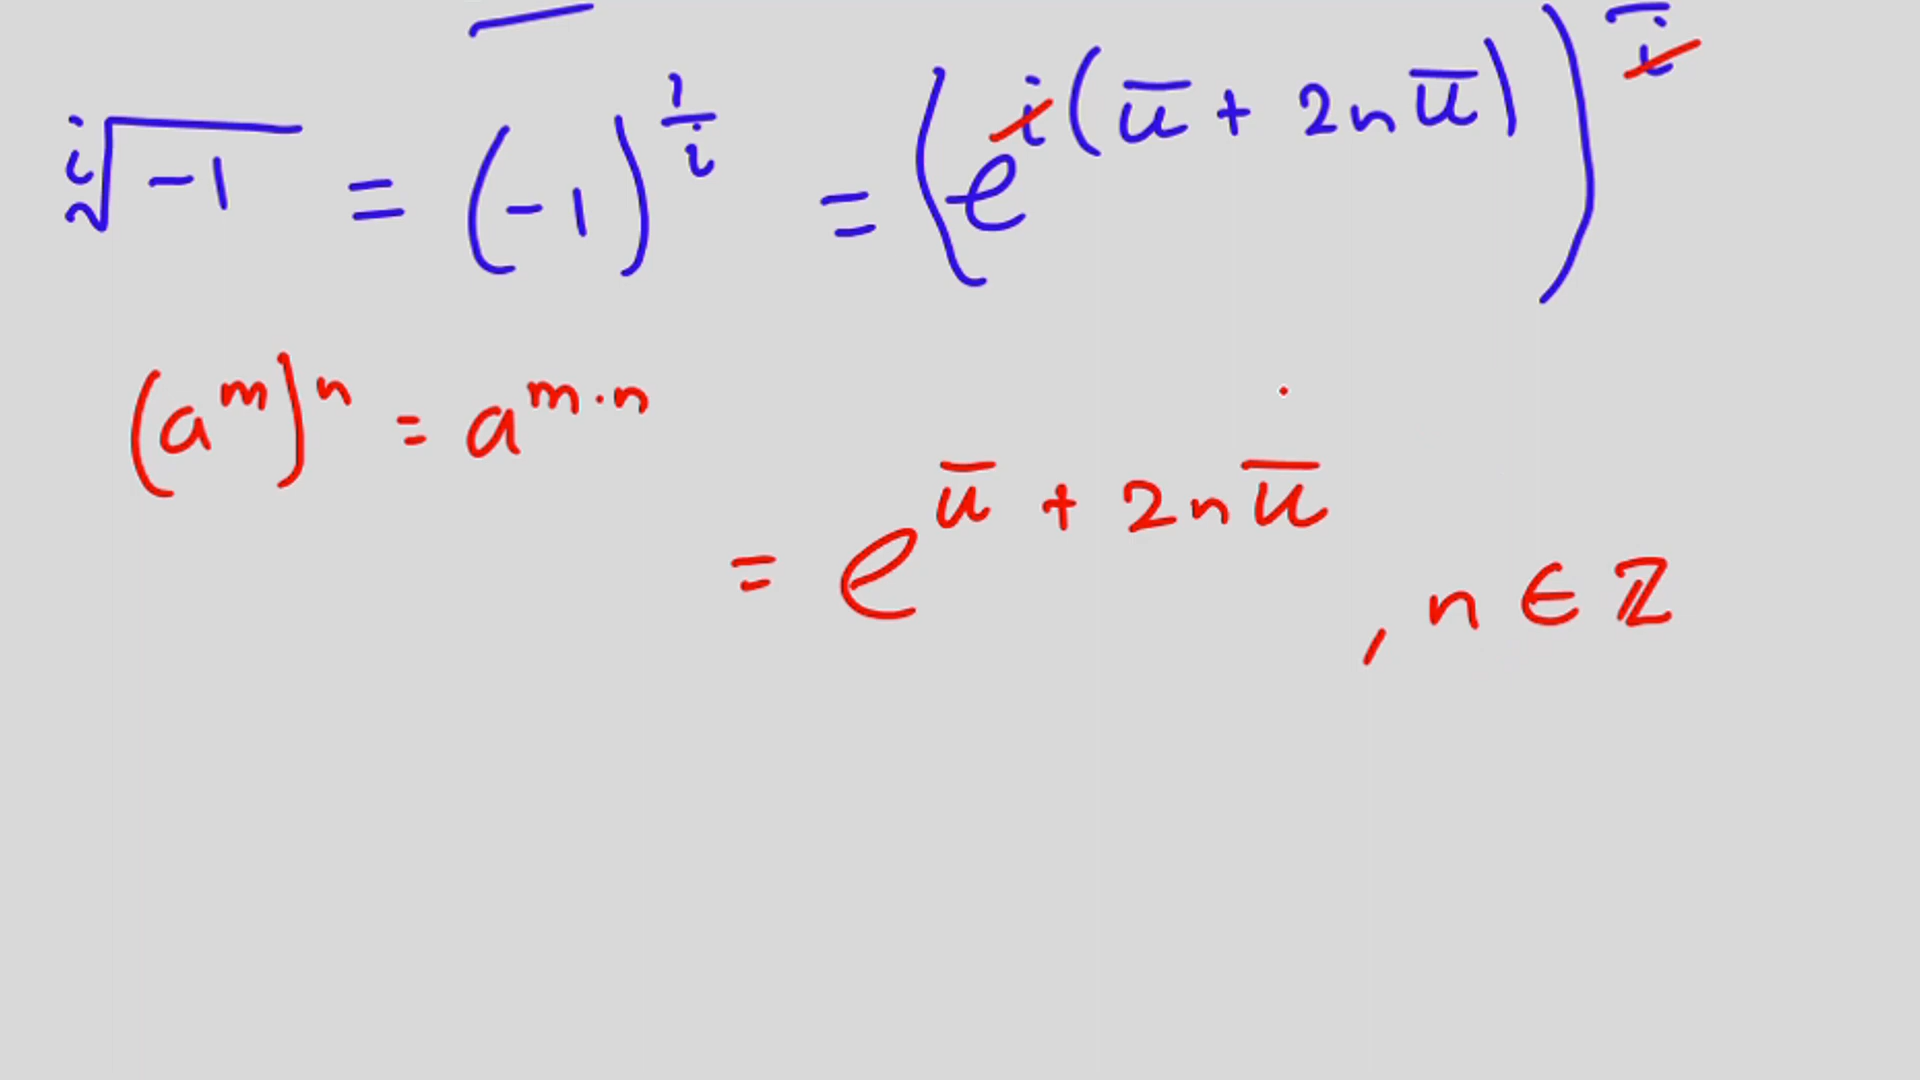 ⁱ√-1 = (-1)^(1/i) = (e^(i(π + 2nπ)))^(1/i)
(a^m)^n = a^(m·n)
= e^(π + 2nπ) , n ∈ ℤ